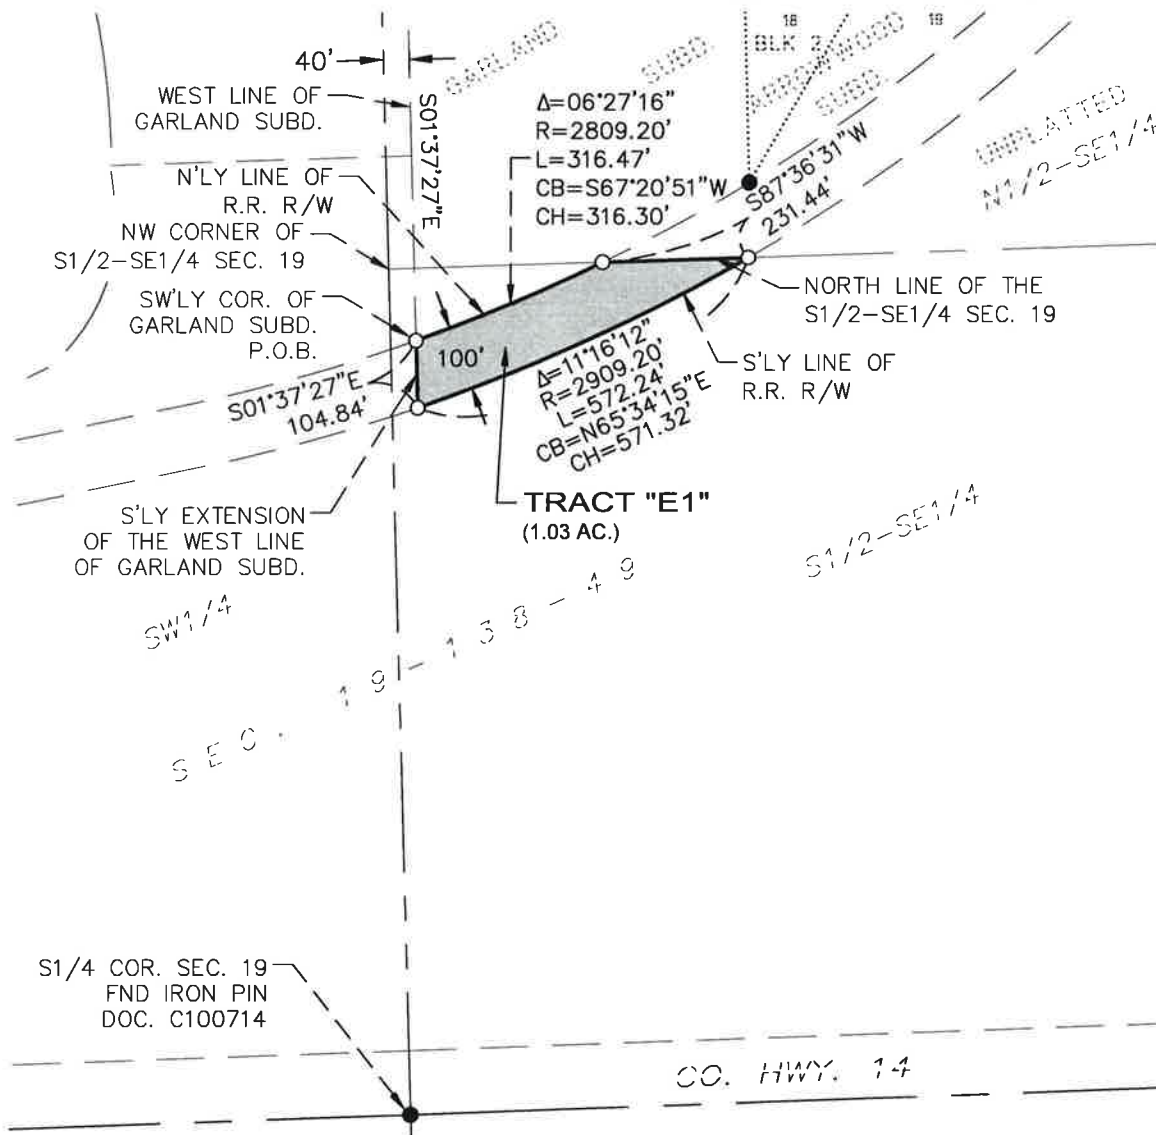 40'
WEST LINE OF
GARLAND SUBD.
S01°37'27"E
GARLAND
SUBD.
18
19
BLK 2
ARROWWOOD
SUBD.
UNPLATTED
N1/2-SE1/4
Δ=06°27'16"
R=2809.20'
L=316.47'
CB=S67°20'51"W
CH=316.30'
N'LY LINE OF
R.R. R/W
NW CORNER OF
S1/2-SE1/4 SEC. 19
SW'LY COR. OF
GARLAND SUBD.
P.O.B.
S87°36'31"W
231.44'
NORTH LINE OF THE
S1/2-SE1/4 SEC. 19
S'LY LINE OF
R.R. R/W
100'
S01°37'27"E
104.84'
Δ=11°16'12"
R=2909.20'
L=572.24'
CB=N65°34'15"E
CH=571.32'
TRACT "E1"
(1.03 AC.)
S'LY EXTENSION
OF THE WEST LINE
OF GARLAND SUBD.
SW1/4
S1/2-SE1/4
SEC. 19-138-49
S1/4 COR. SEC. 19
FND IRON PIN
DOC. C100714
CO. HWY. 14